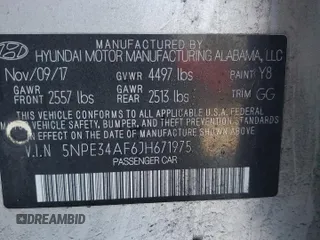 MANUFACTURED BY
HYUNDAI MOTOR MANUFACTURING ALABAMA, LLC
Nov/09/17 GVWR 4497 lbs PAINT Y8
GAWR FRONT 2557 lbs GAWR REAR 2513 lbs TRIM GG
THIS VEHICLE CONFORMS TO ALL APPLICABLE U.S.A. FEDERAL
MOTOR VEHICLE SAFETY, BUMPER, AND THEFT PREVENTION
STANDARDS IN EFFECT ON THE DATE OF MANUFACTURE SHOWN ABOVE.
V.I.N 5NPE34AF6JH671975
PASSENGER CAR
DREAMBID